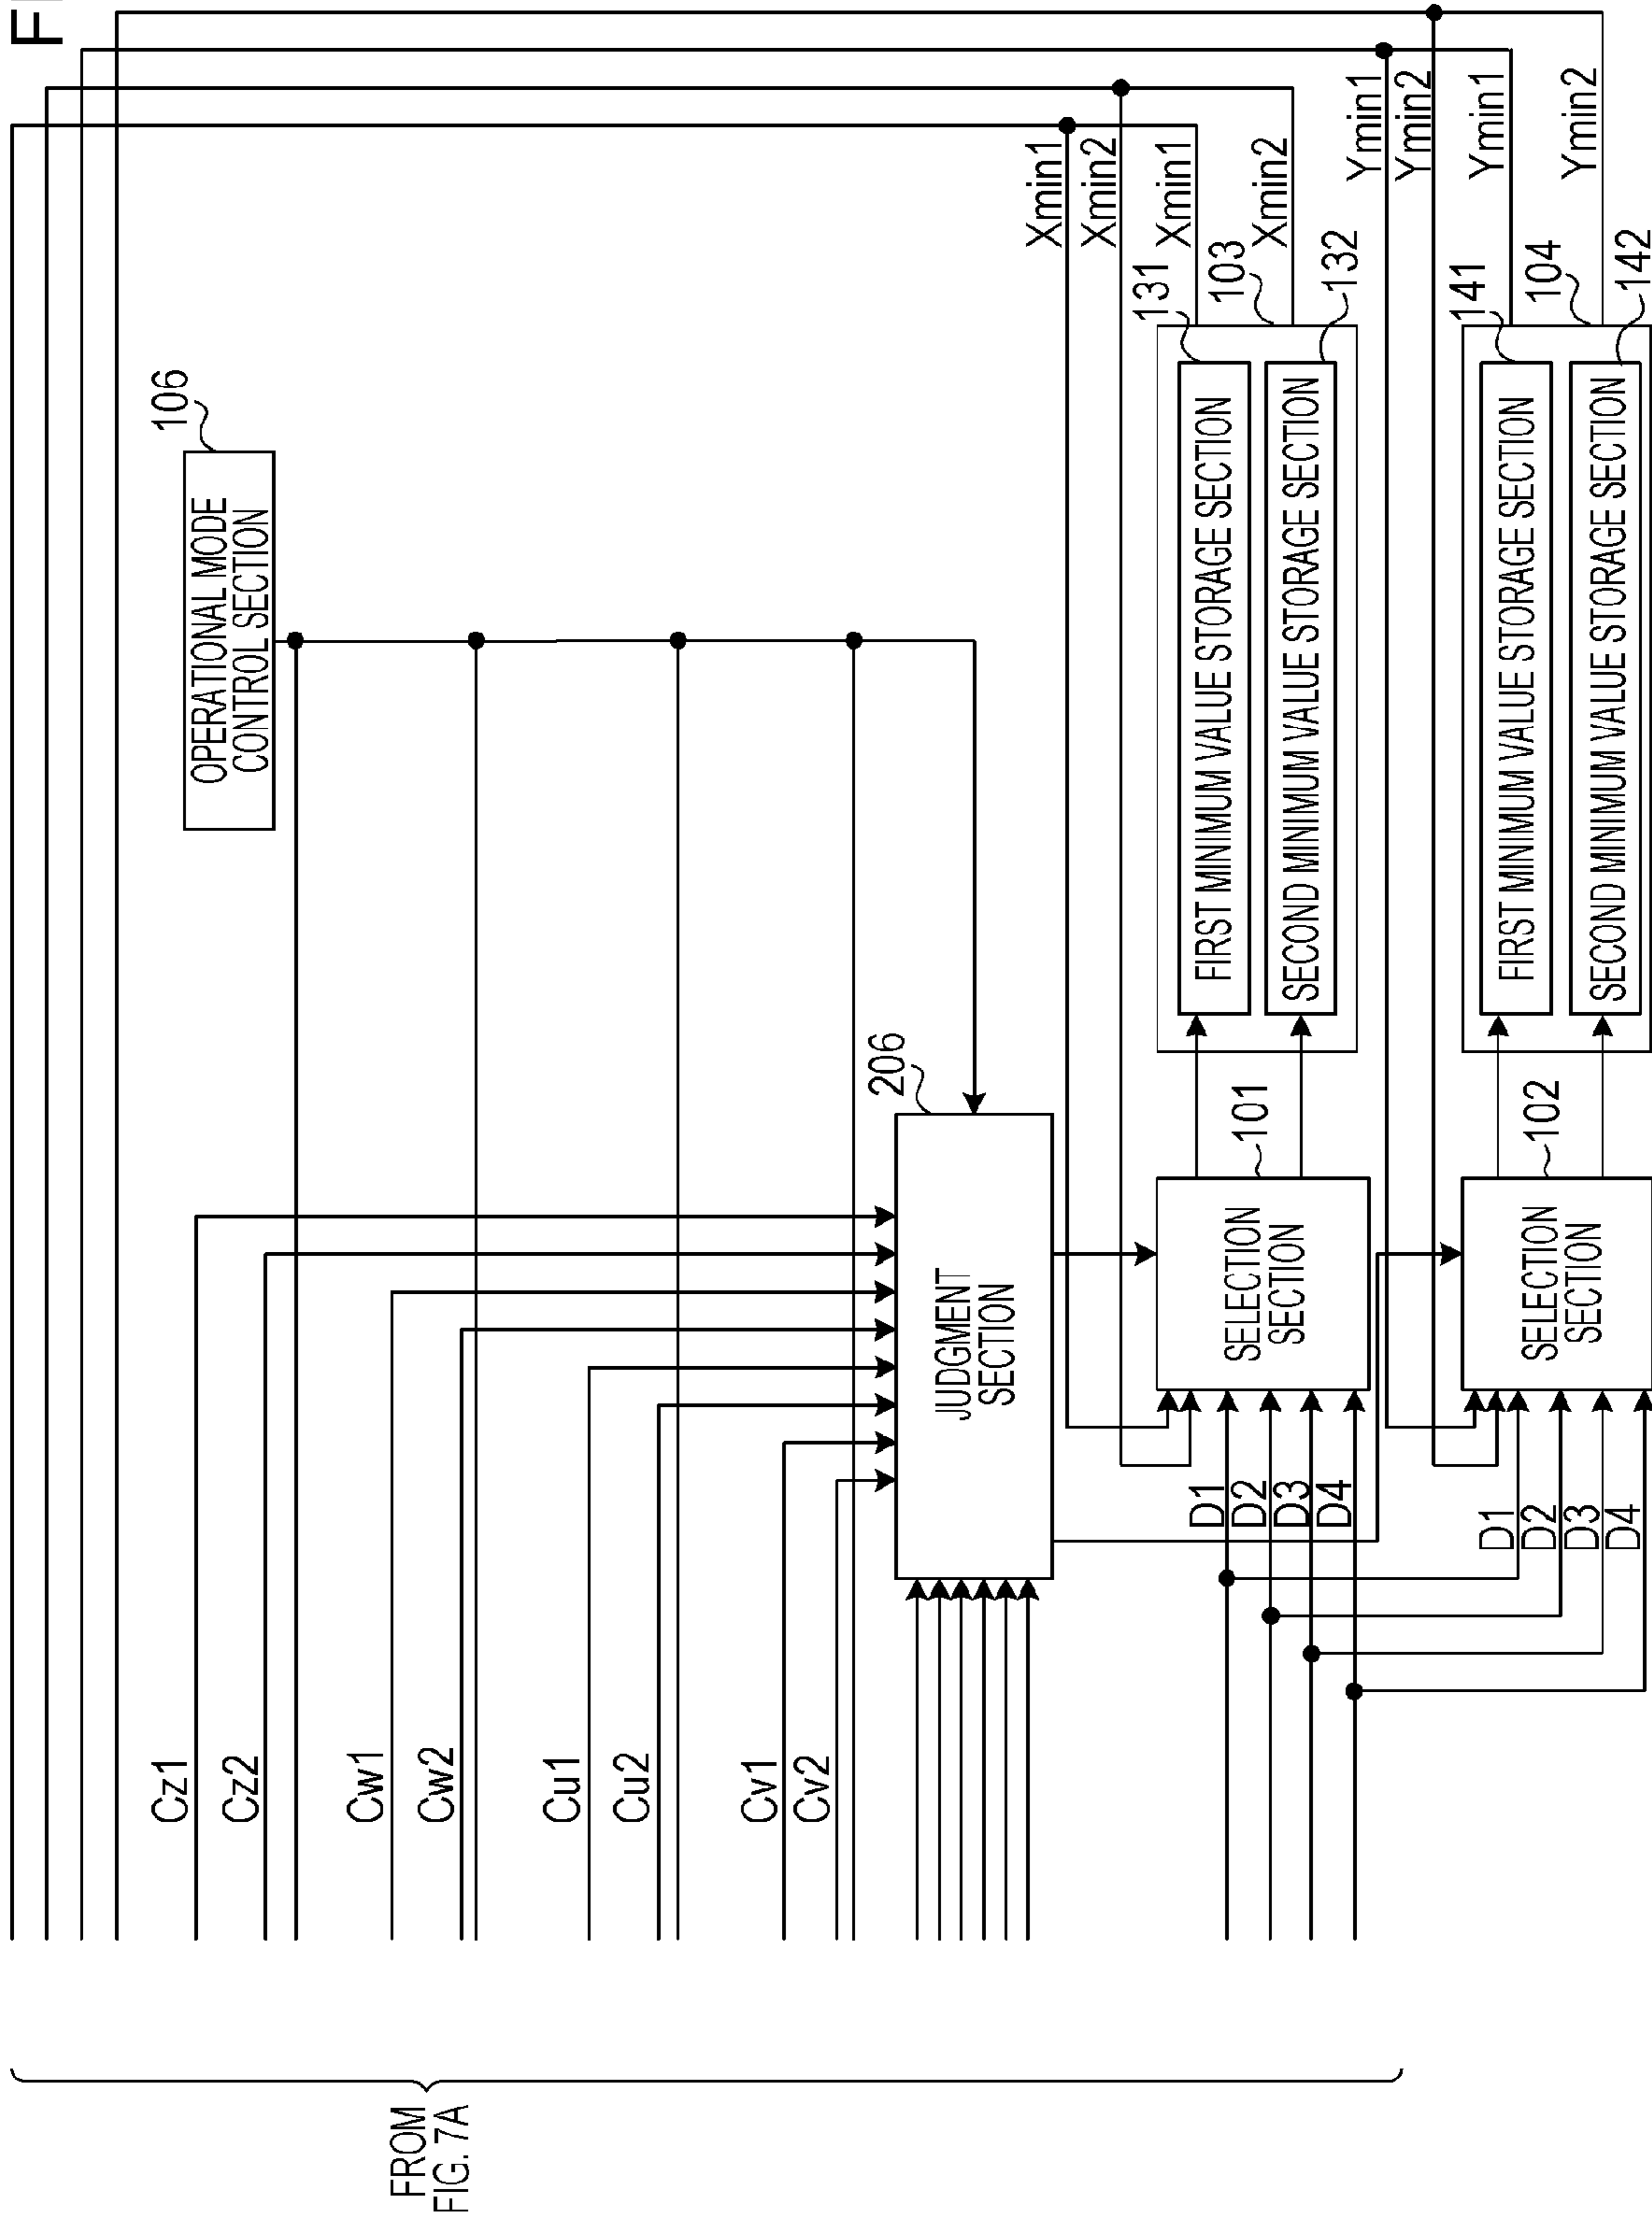 F
106
OPERATIONAL MODE
CONTROL SECTION
Cz1
Cz2
Cw1
Cw2
Cu1
Cu2
Cv1
Cv2
FROM
FIG. 7A
206
JUDGMENT
SECTION
Xmin1
Xmin2
Xmin1
Xmin2
131
103
132
FIRST MINIMUM VALUE STORAGE SECTION
SECOND MINIMUM VALUE STORAGE SECTION
101
SELECTION
SECTION
D1
D2
D3
D4
Ymin1
Ymin2
Ymin1
Ymin2
141
104
142
FIRST MINIMUM VALUE STORAGE SECTION
SECOND MINIMUM VALUE STORAGE SECTION
102
SELECTION
SECTION
D1
D2
D3
D4